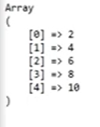 Array
(
    [0] => 2
    [1] => 4
    [2] => 6
    [3] => 8
    [4] => 10
)